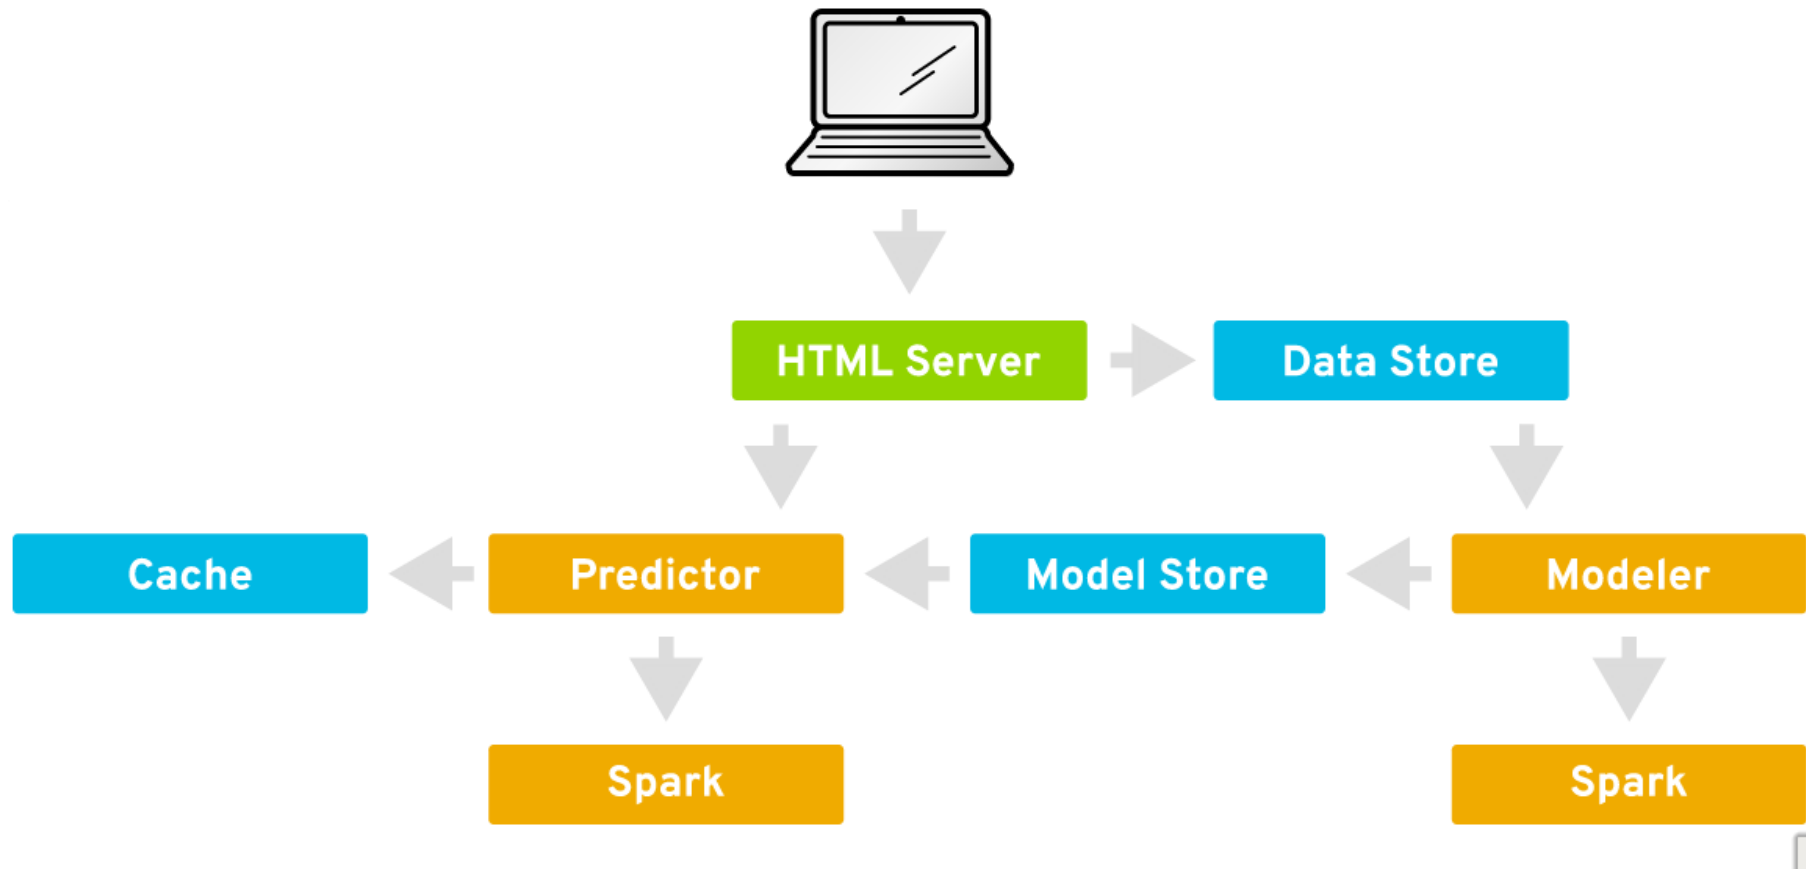 HTML Server
Data Store
Cache
Predictor
Model Store
Modeler
Spark
Spark